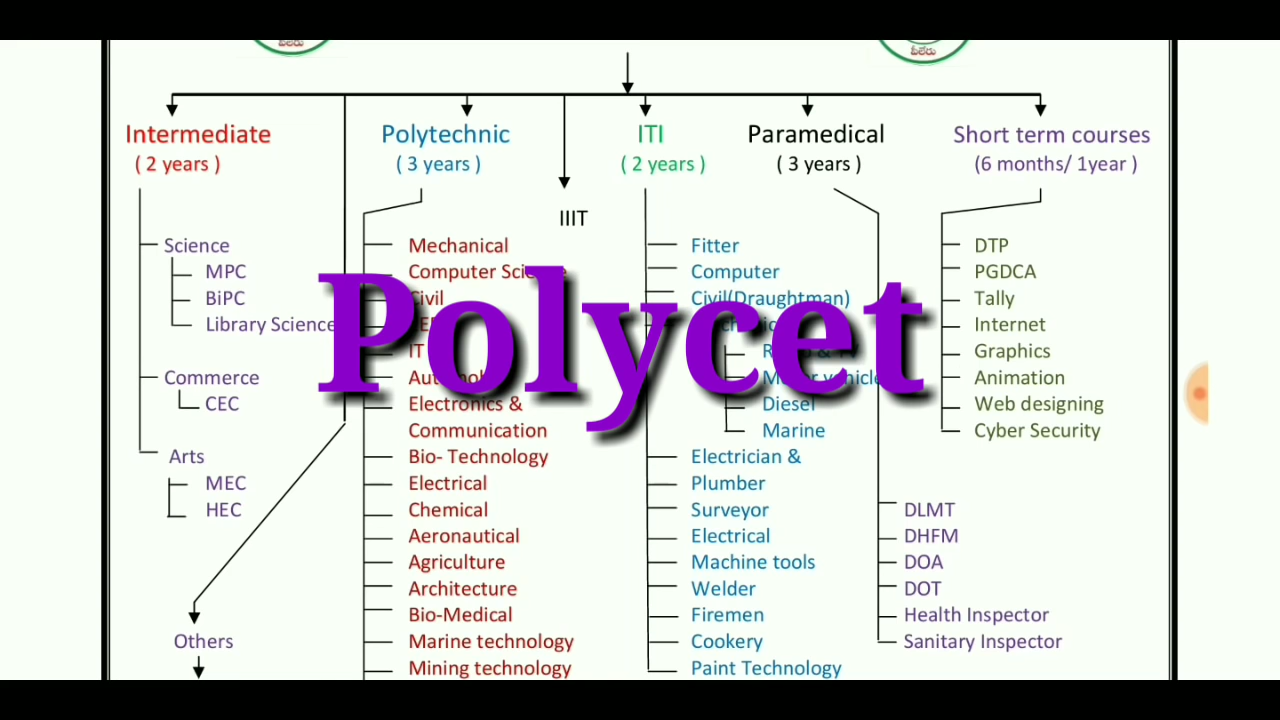 పీలేరు
పీలేరు
Intermediate
( 2 years )
Polytechnic
( 3 years )
IIIT
ITI
( 2 years )
Paramedical
( 3 years )
Short term courses
(6 months/ 1year )
Science
MPC
BiPC
Library Science
Commerce
CEC
Arts
MEC
HEC
Others
Mechanical
Computer Science
Civil
IT
Electronics &
Communication
Bio- Technology
Electrical
Chemical
Aeronautical
Agriculture
Architecture
Bio-Medical
Marine technology
Mining technology
Polycet
Fitter
Computer
Civil(Draughtman)
Motor vehicle
Diesel
Marine
Electrician &
Plumber
Surveyor
Electrical
Machine tools
Welder
Firemen
Cookery
Paint Technology
DLMT
DHFM
DOA
DOT
Health Inspector
Sanitary Inspector
DTP
PGDCA
Tally
Internet
Graphics
Animation
Web designing
Cyber Security